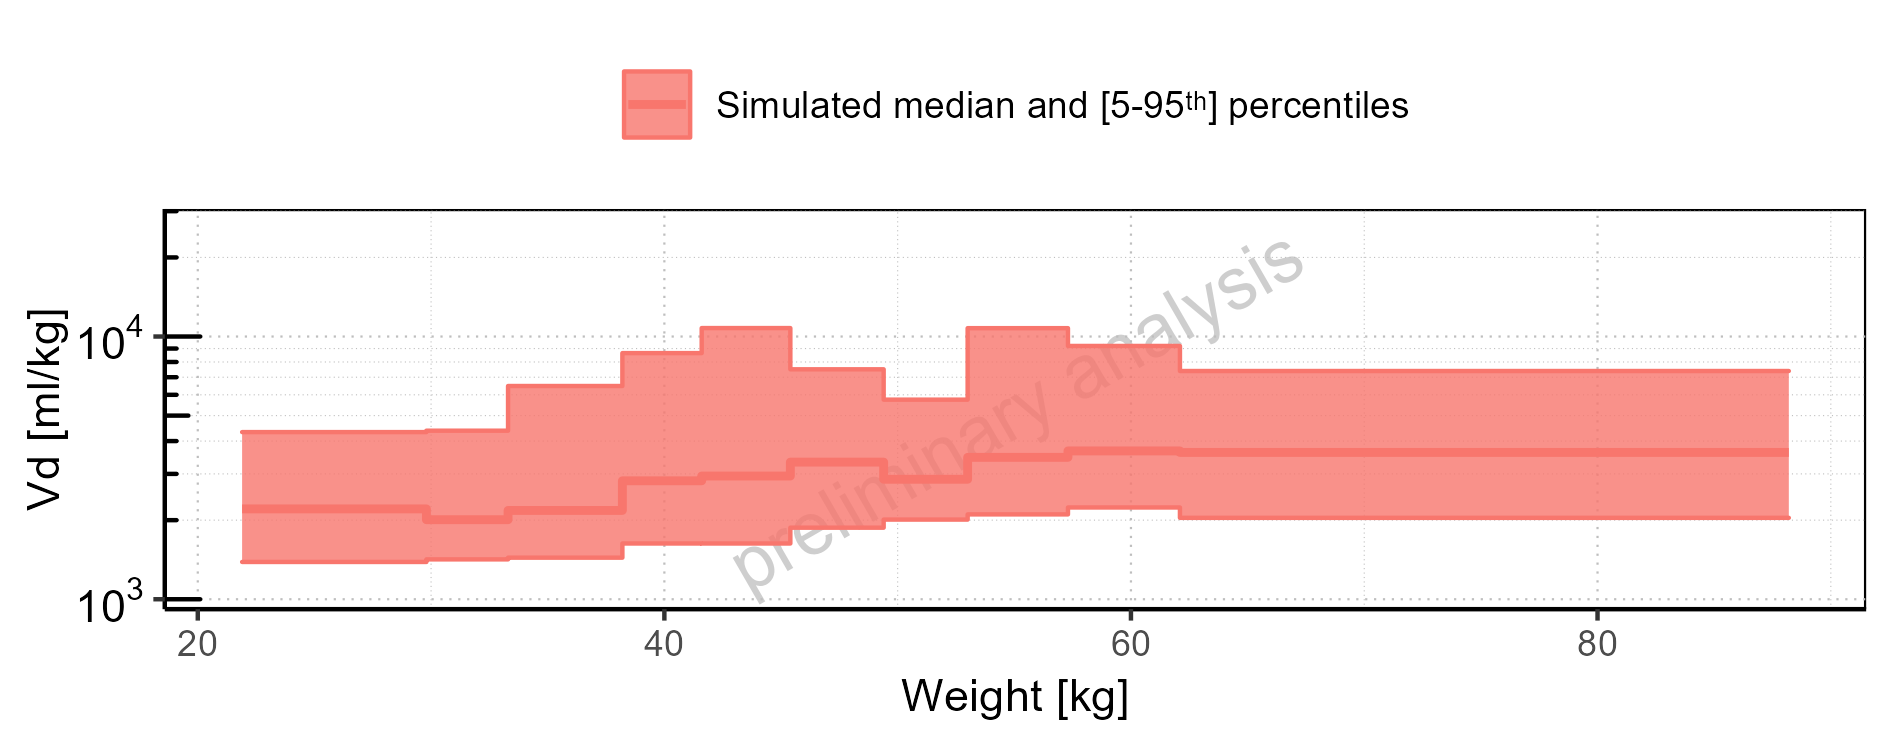 Simulated median and [5-95th] percentiles
Vd [ml/kg]
10^4
10^3
preliminary analysis
20 40 60 80
Weight [kg]